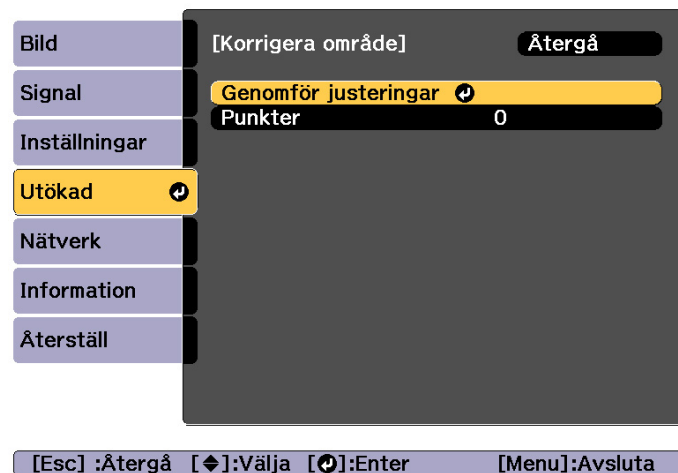 Bild
Signal
Inställningar
Utökad
Nätverk
Information
Återställ
[Korrigera område] Återgå
Genomför justeringar
Punkter 0
[Esc] :Återgå [◆]:Välja [↵]:Enter [Menu]:Avsluta